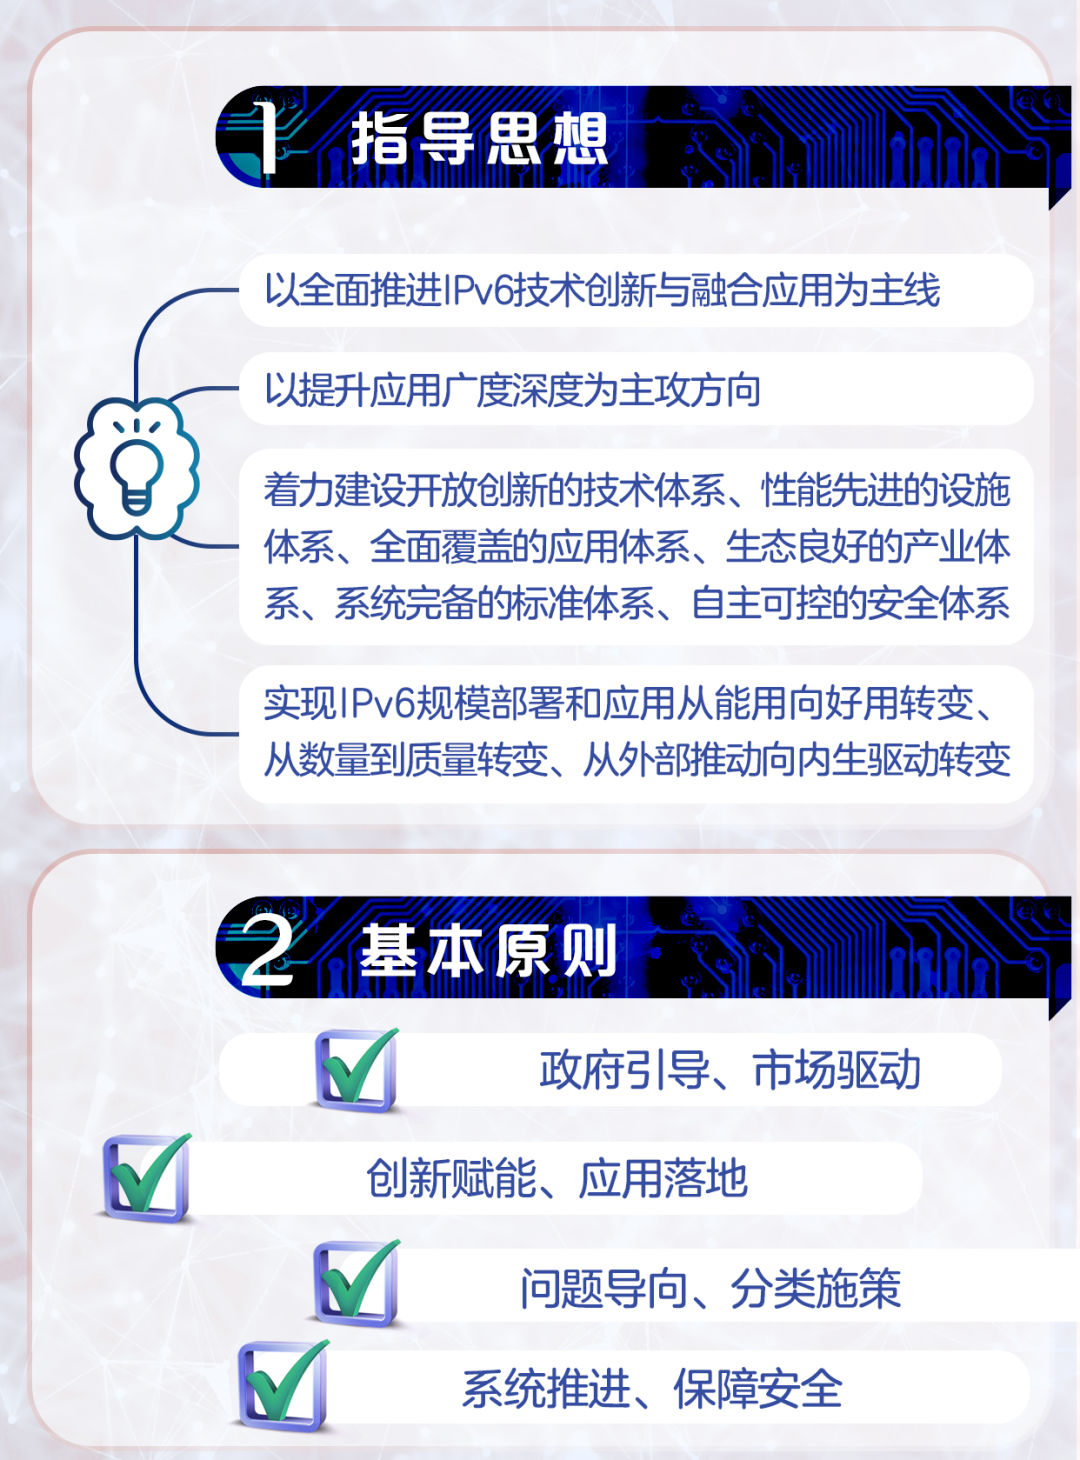 1 指导思想
以全面推进IPv6技术创新与融合应用为主线
以提升应用广度深度为主攻方向
着力建设开放创新的技术体系、性能先进的设施
体系、全面覆盖的应用体系、生态良好的产业体
系、系统完备的标准体系、自主可控的安全体系
实现IPv6规模部署和应用从能用向好用转变、
从数量到质量转变、从外部推动向内生驱动转变
2 基本原则
政府引导、市场驱动
创新赋能、应用落地
问题导向、分类施策
系统推进、保障安全